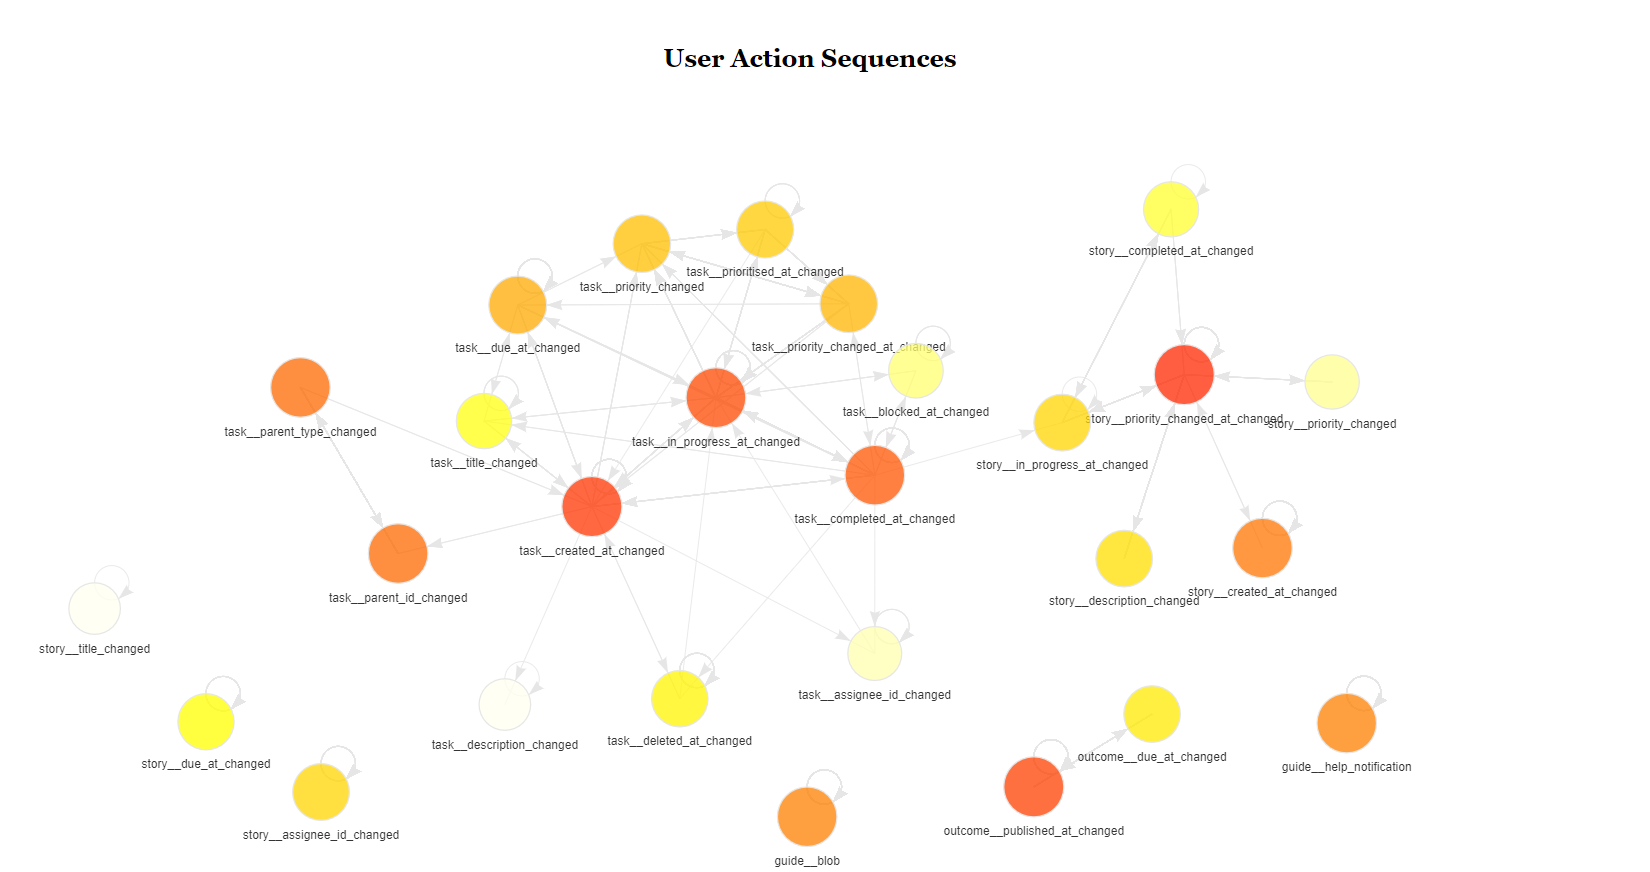 User Action Sequences
story__completed_at_changed
task__prioritised_at_changed
task__priority_changed
task__due_at_changed
task__priority_changed_at_changed
task__blocked_at_changed
story__priority_changed_at_changed
story__priority_changed
task__parent_type_changed
task__in_progress_at_changed
task__title_changed
story__in_progress_at_changed
task__completed_at_changed
task__created_at_changed
story__created_at_changed
task__parent_id_changed
story__description_changed
story__title_changed
task__assignee_id_changed
task__description_changed
task__deleted_at_changed
outcome__due_at_changed
story__due_at_changed
guide__help_notification
outcome__published_at_changed
story__assignee_id_changed
guide__blob